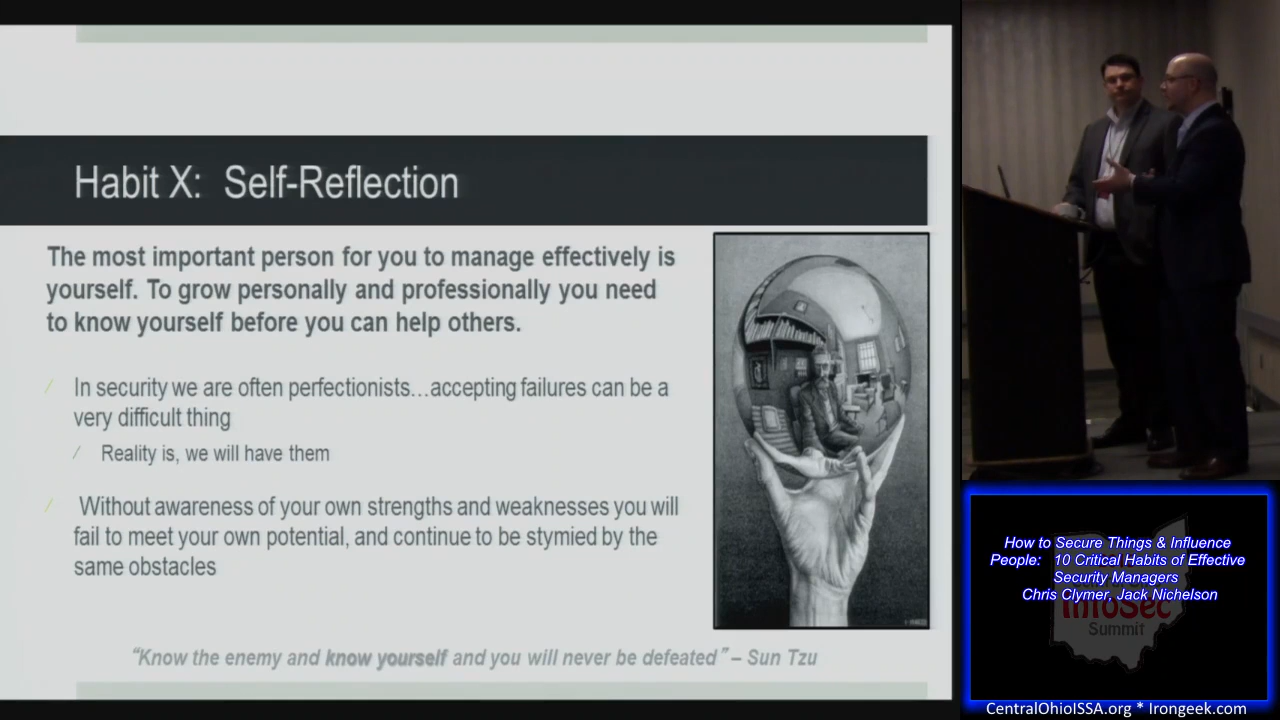 Habit X: Self-Reflection
The most important person for you to manage effectively is
yourself. To grow personally and professionally you need
to know yourself before you can help others.
In security we are often perfectionists…accepting failures can be a
very difficult thing
Reality is, we will have them
Without awareness of your own strengths and weaknesses you will
fail to meet your own potential, and continue to be stymied by the
same obstacles
“Know the enemy and know yourself and you will never be defeated” – Sun Tzu
How to Secure Things & Influence
People: 10 Critical Habits of Effective
Security Managers
Chris Clymer, Jack Nichelson
InfoSec
Summit
CentralOhioISSA.org * Irongeek.com